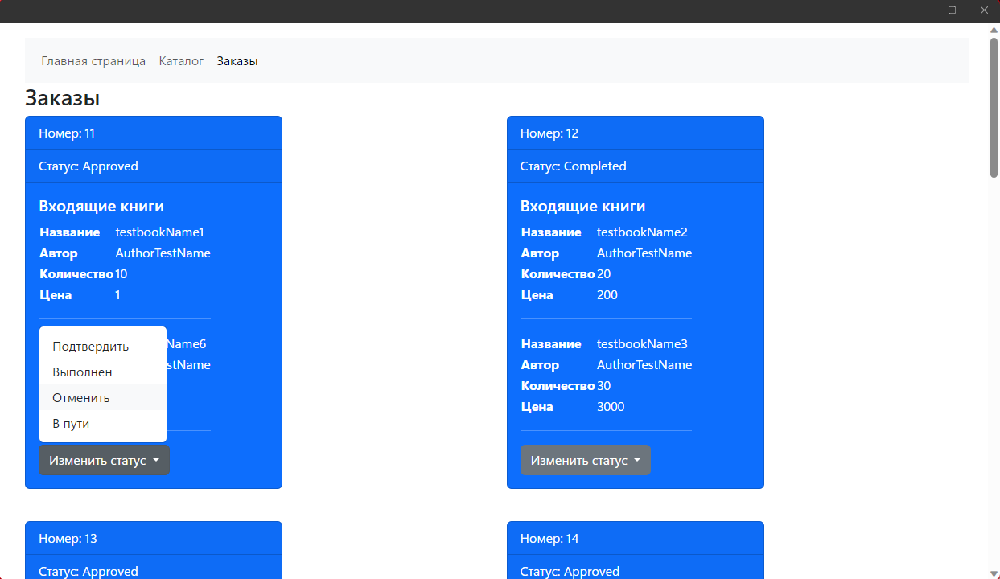 Главная страница Каталог Заказы
Заказы
Номер: 11
Статус: Approved
Входящие книги
Название testbookName1
Автор AuthorTestName
Количество 10
Цена 1
Name6
stName
Подтвердить
Выполнен
Отменить
В пути
Изменить статус
Номер: 12
Статус: Completed
Входящие книги
Название testbookName2
Автор AuthorTestName
Количество 20
Цена 200
Название testbookName3
Автор AuthorTestName
Количество 30
Цена 3000
Изменить статус
Номер: 13
Статус: Approved
Номер: 14
Статус: Approved